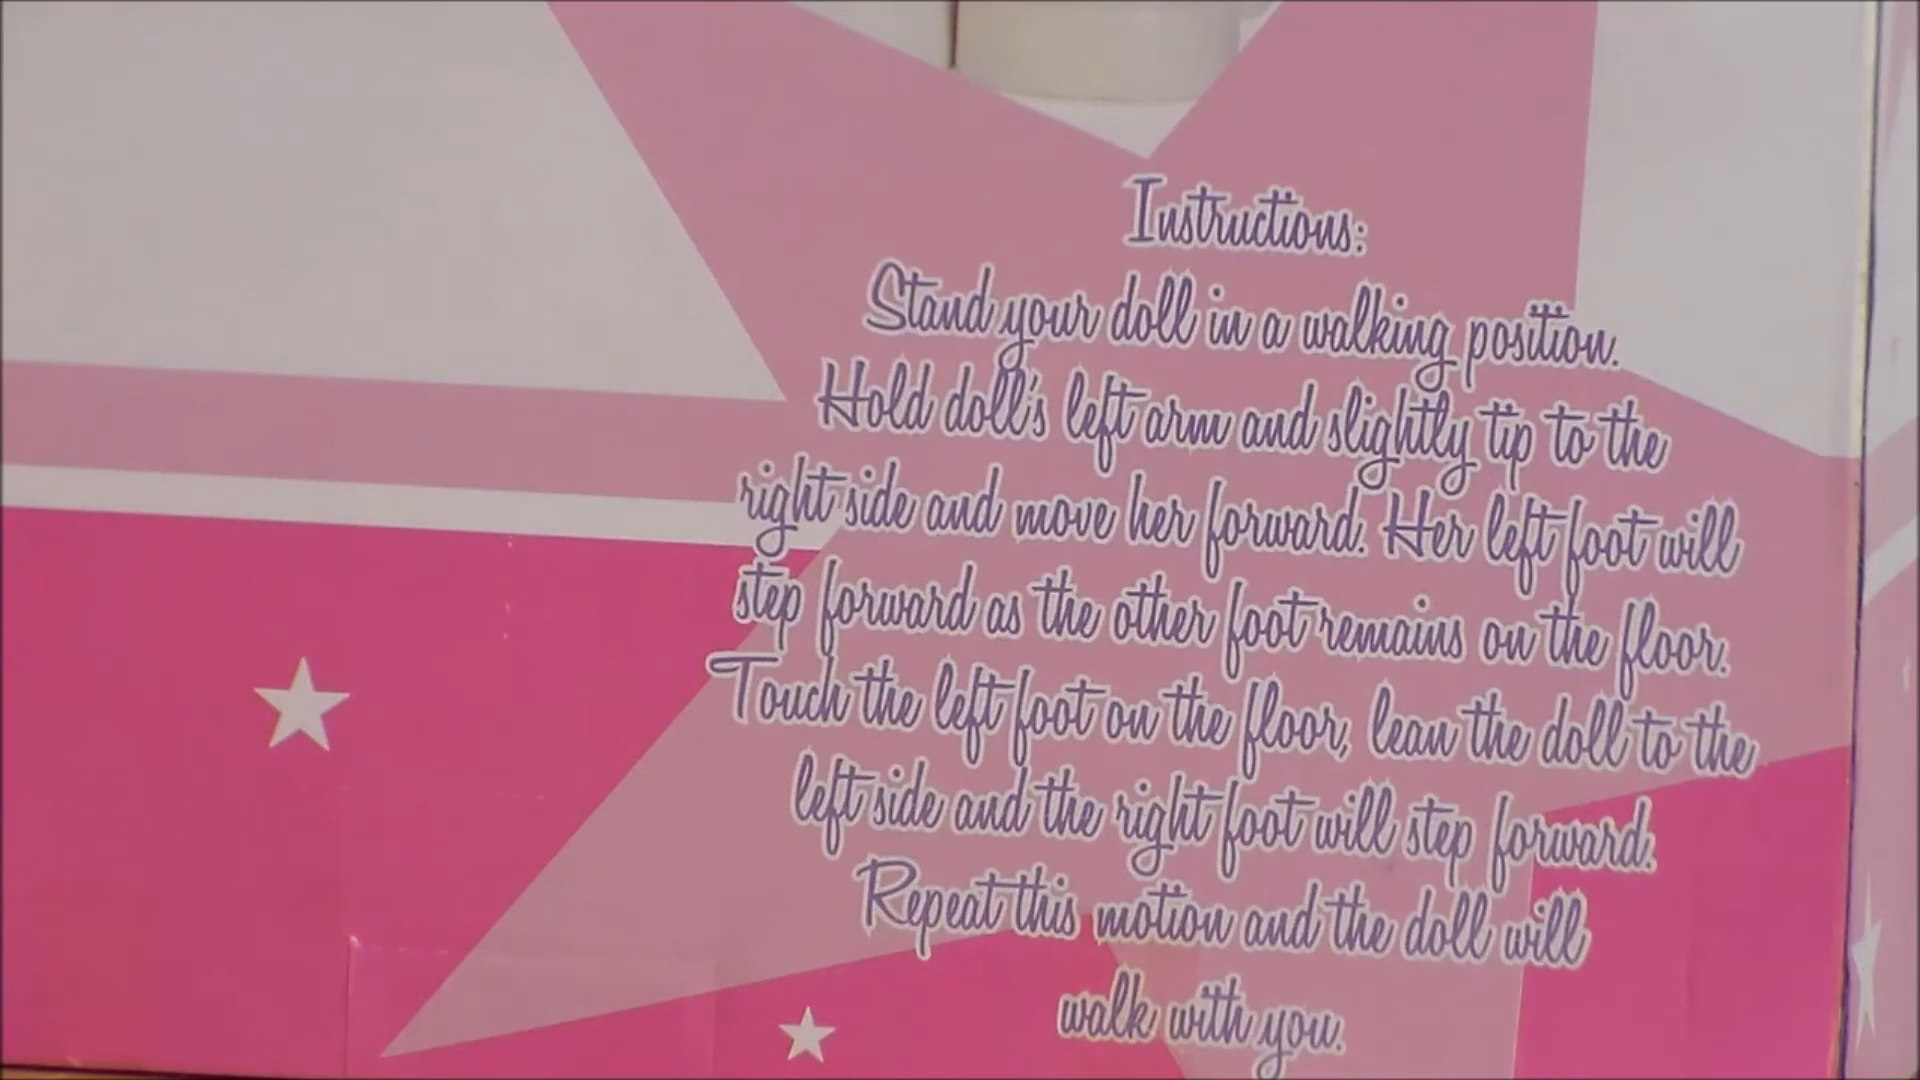 Instructions:
Stand your doll in a walking position.
Hold doll's left arm and slightly tip to the
right side and move her forward. Her left foot will
step forward as the other foot remains on the floor.
Touch the left foot on the floor, lean the doll to the
left side and the right foot will step forward.
Repeat this motion and the doll will
walk with you.